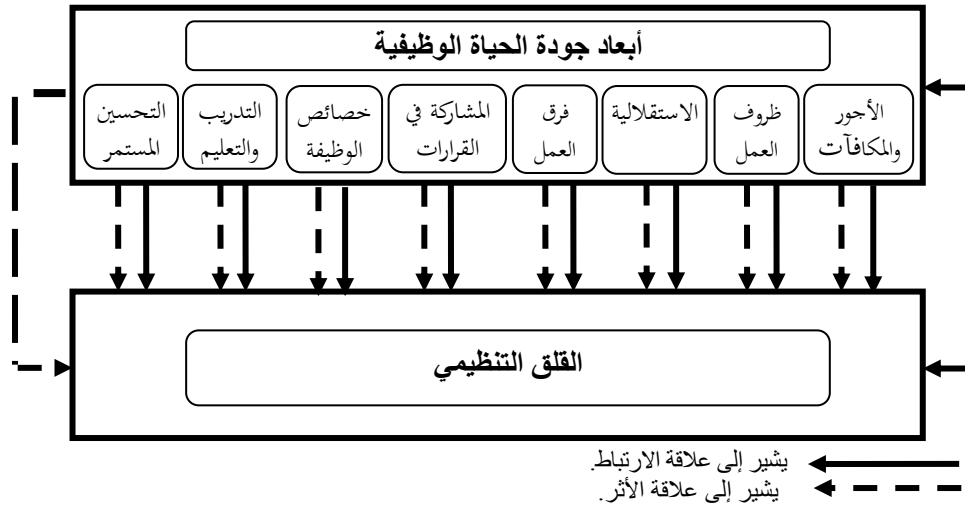 أبعاد جودة الحياة الوظيفية
الأجور
والمكافآت
ظروف
العمل
الاستقلالية
فرق
العمل
المشاركة في
القرارات
خصائص
الوظيفة
التدريب
والتعليم
التحسين
المستمر
القلق التنظيمي
يشير إلى علاقة الارتباط.
يشير إلى علاقة الأثر.